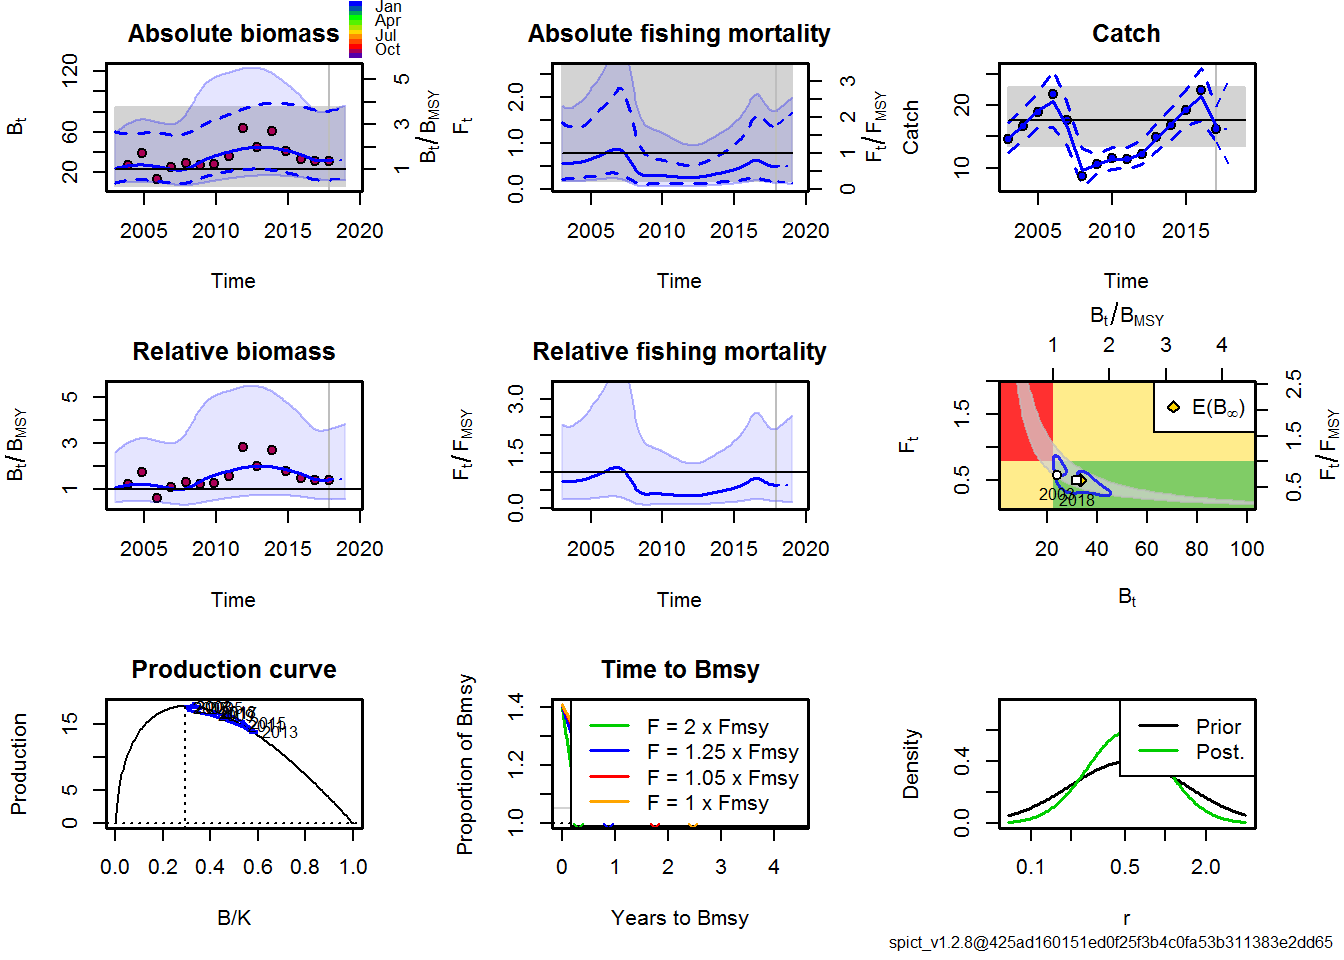 Jan
Apr
Jul
Oct
Absolute biomass
120
60
20
5
3
1
Bt
Bt/BMSY
2005 2010 2015 2020
Time
Absolute fishing mortality
2.0
1.0
0.0
3
2
1
0
Ft
Ft/FMSY
2005 2010 2015 2020
Time
Catch
20
10
Catch
2005 2010 2015
Time
Relative biomass
5
3
1
Bt/BMSY
2005 2010 2015 2020
Time
Relative fishing mortality
3.0
1.5
0.0
Ft/FMSY
2005 2010 2015 2020
Time
Bt/BMSY
1 2 3 4
E(B∞)
1.5
0.5
2.5
1.5
0.5
Ft
Ft/FMSY
2003
2018
20 40 60 80 100
Bt
Production curve
15
5
0
Production
2015
2013
0.0 0.2 0.4 0.6 0.8 1.0
B/K
Time to Bmsy
1.4
1.2
1.0
Proportion of Bmsy
F = 2 x Fmsy
F = 1.25 x Fmsy
F = 1.05 x Fmsy
F = 1 x Fmsy
0 1 2 3 4
Years to Bmsy
Prior
Post.
0.4
0.0
Density
0.1 0.5 2.0
r
spict_v1.2.8@425ad160151ed0f25f3b4c0fa53b311383e2dd65